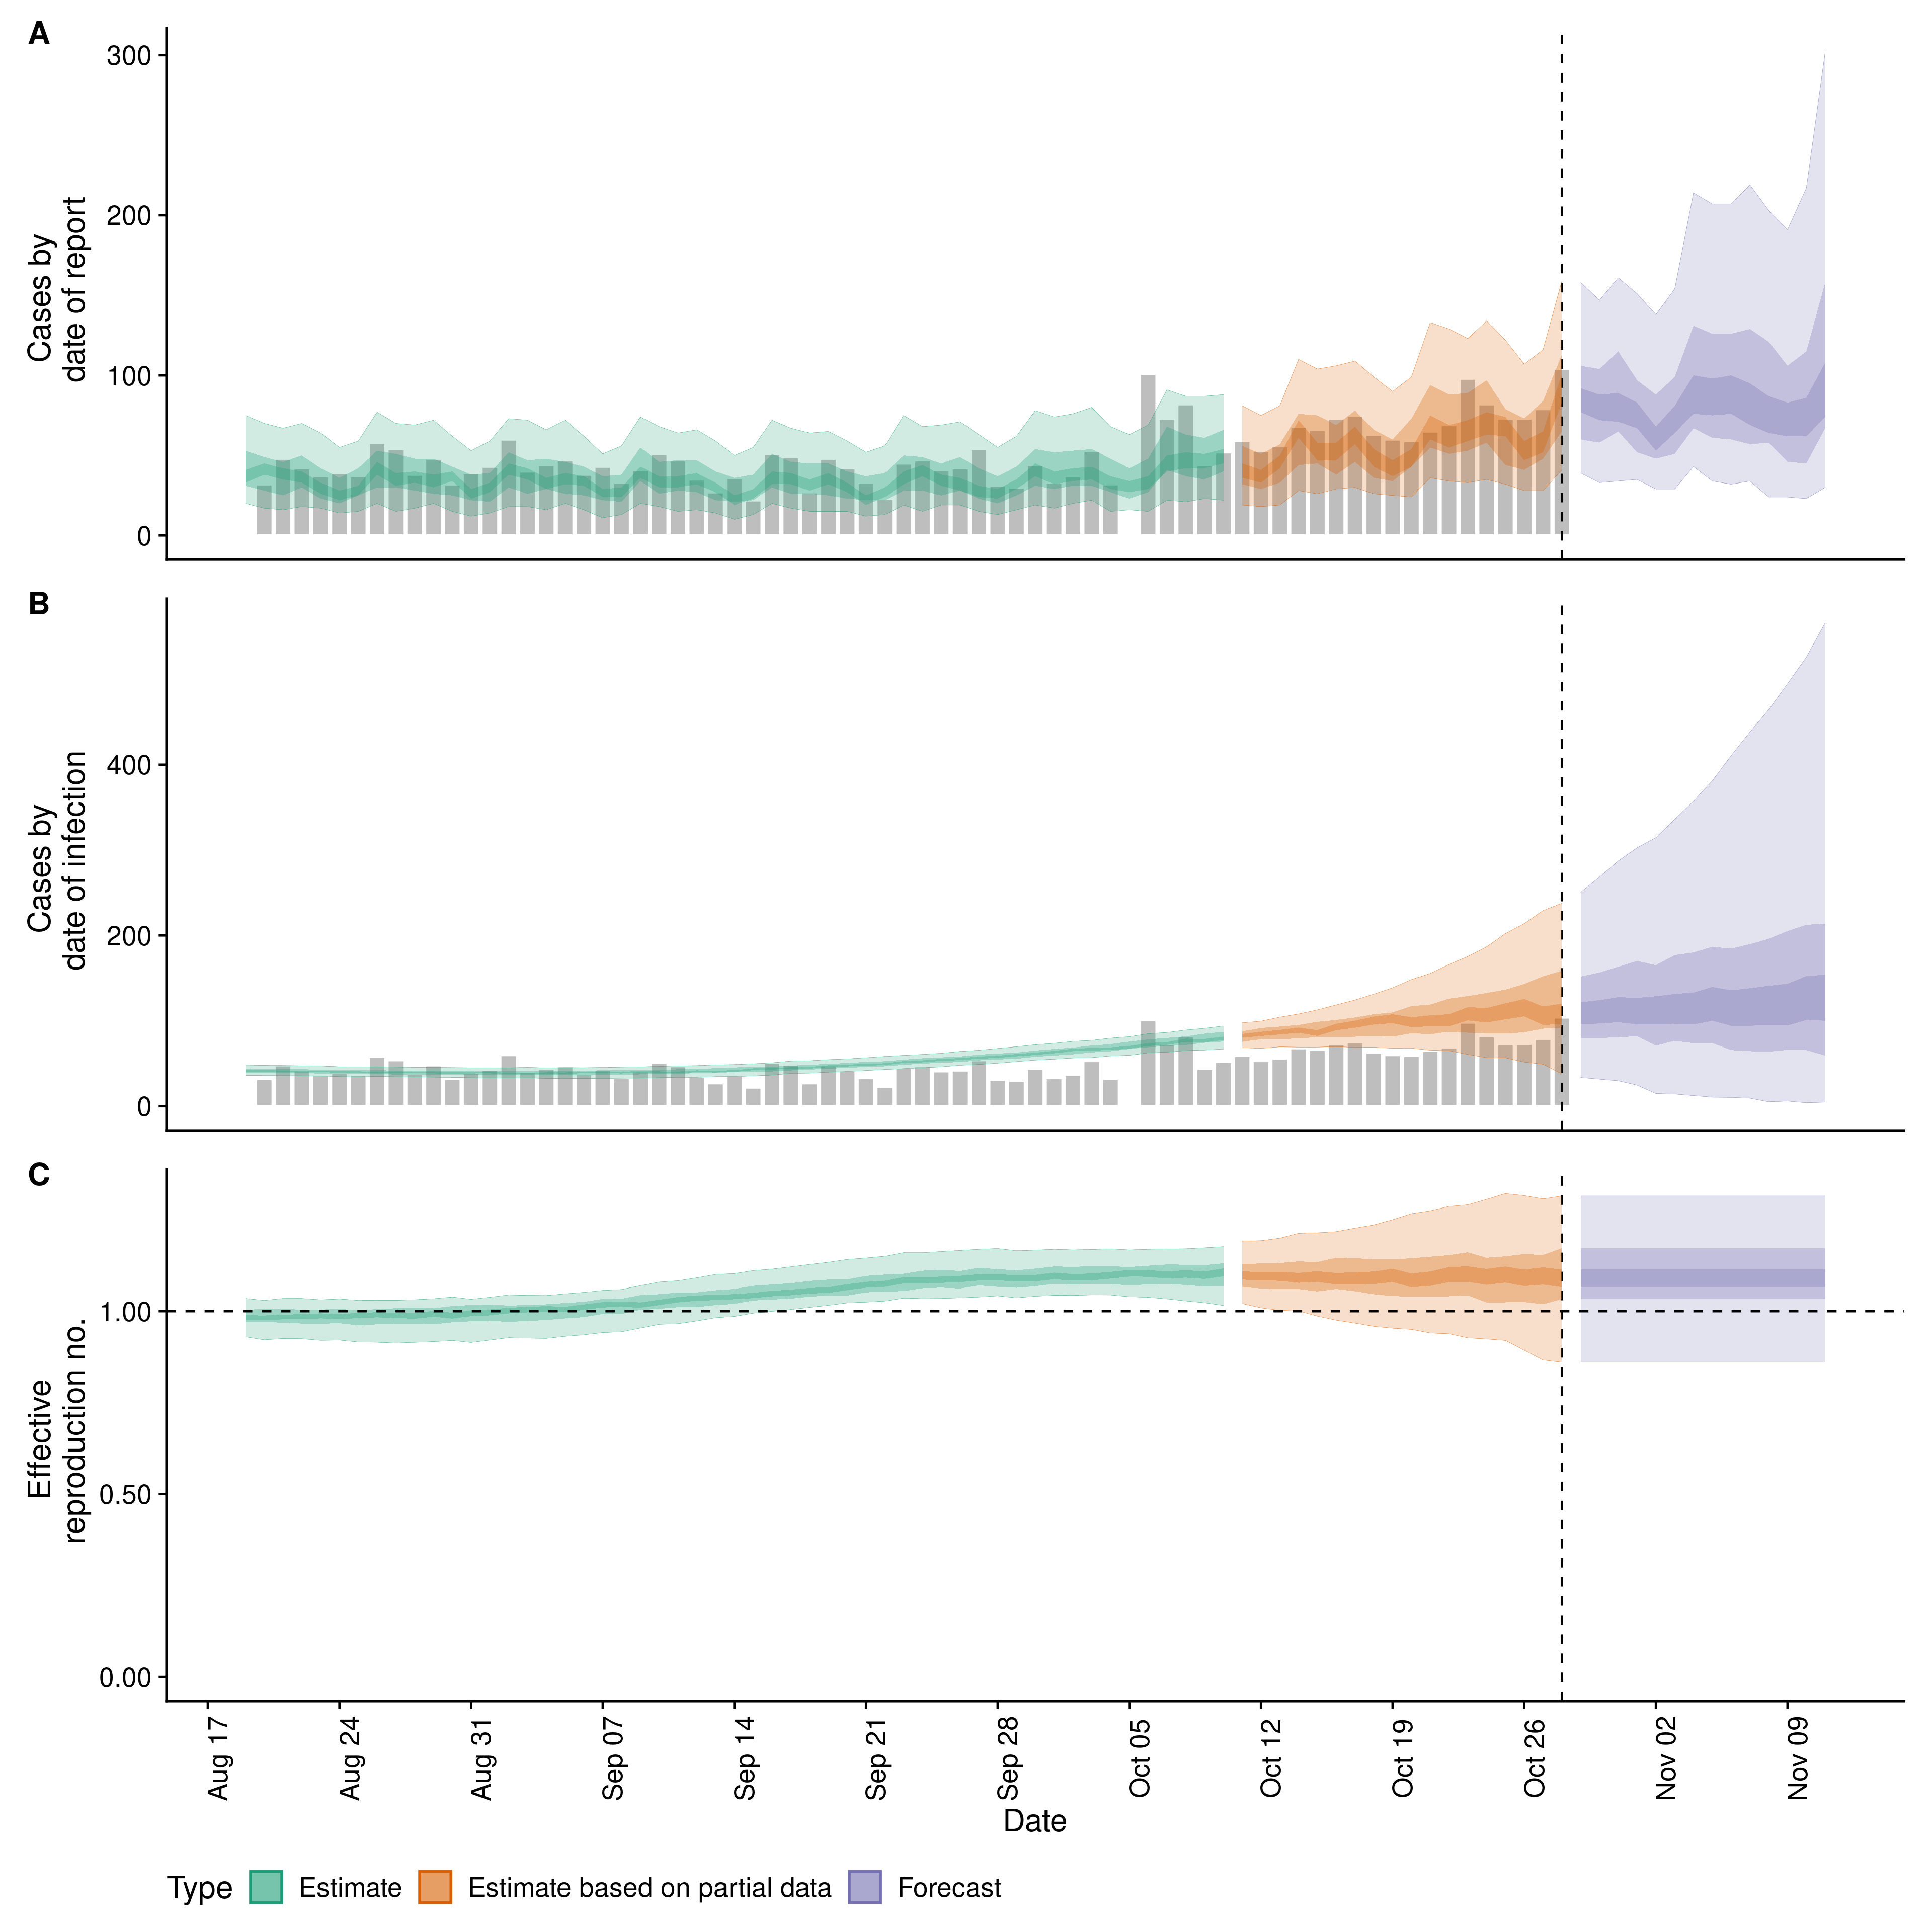 A
Cases by
date of report
300
200
100
0
B
Cases by
date of infection
400
200
0
C
Effective
reproduction no.
1.00
0.50
0.00
Aug 17
Aug 24
Aug 31
Sep 07
Sep 14
Sep 21
Sep 28
Oct 05
Oct 12
Oct 19
Oct 26
Nov 02
Nov 09
Date
Type Estimate Estimate based on partial data Forecast